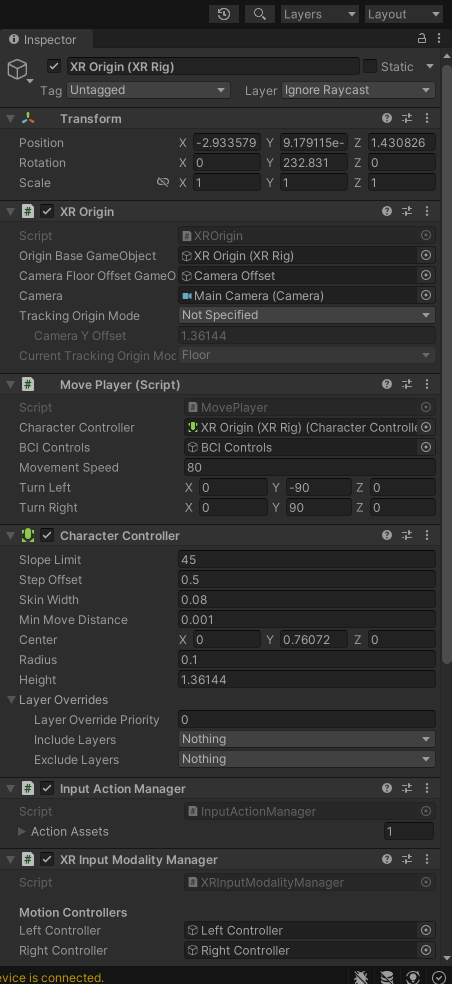 Layers Layout
Inspector
XR Origin (XR Rig) Static
Tag Untagged Layer Ignore Raycast
Transform
Position X -2.933579 Y 9.179115e- Z 1.430826
Rotation X 0 Y 232.831 Z 0
Scale X 1 Y 1 Z 1
# XR Origin
Script # XROrigin
Origin Base GameObject XR Origin (XR Rig)
Camera Floor Offset GameO Camera Offset
Camera Main Camera (Camera)
Tracking Origin Mode Not Specified
Camera Y Offset 1.36144
Current Tracking Origin Mod Floor
# Move Player (Script)
Script # MovePlayer
Character Controller XR Origin (XR Rig) (Character Controlle
BCI Controls BCI Controls
Movement Speed 80
Turn Left X 0 Y -90 Z 0
Turn Right X 0 Y 90 Z 0
Character Controller
Slope Limit 45
Step Offset 0.5
Skin Width 0.08
Min Move Distance 0.001
Center X 0 Y 0.76072 Z 0
Radius 0.1
Height 1.36144
Layer Overrides
Layer Override Priority 0
Include Layers Nothing
Exclude Layers Nothing
# Input Action Manager
Script # InputActionManager
Action Assets 1
# XR Input Modality Manager
Script # XRInputModalityManager
Motion Controllers
Left Controller Left Controller
Right Controller Right Controller
evice is connected.